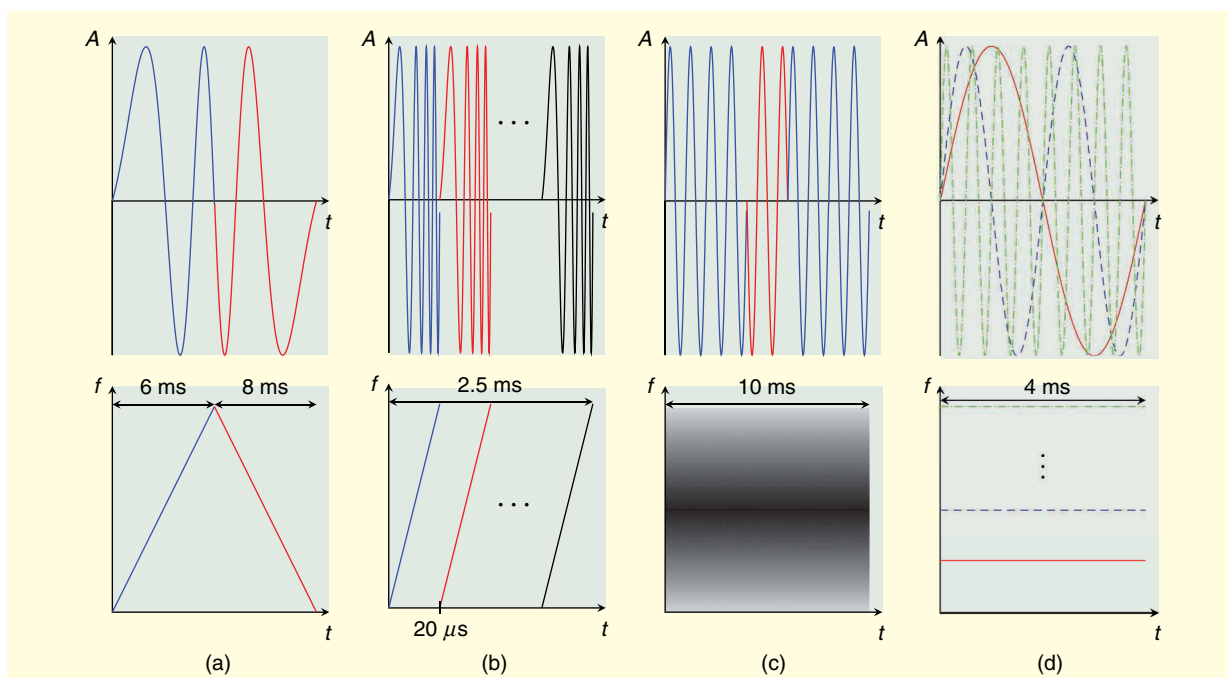 A A A A
t t t t
f 6 ms 8 ms f 2.5 ms f 10 ms f 4 ms
t 20 μs t t t
(a) (b) (c) (d)